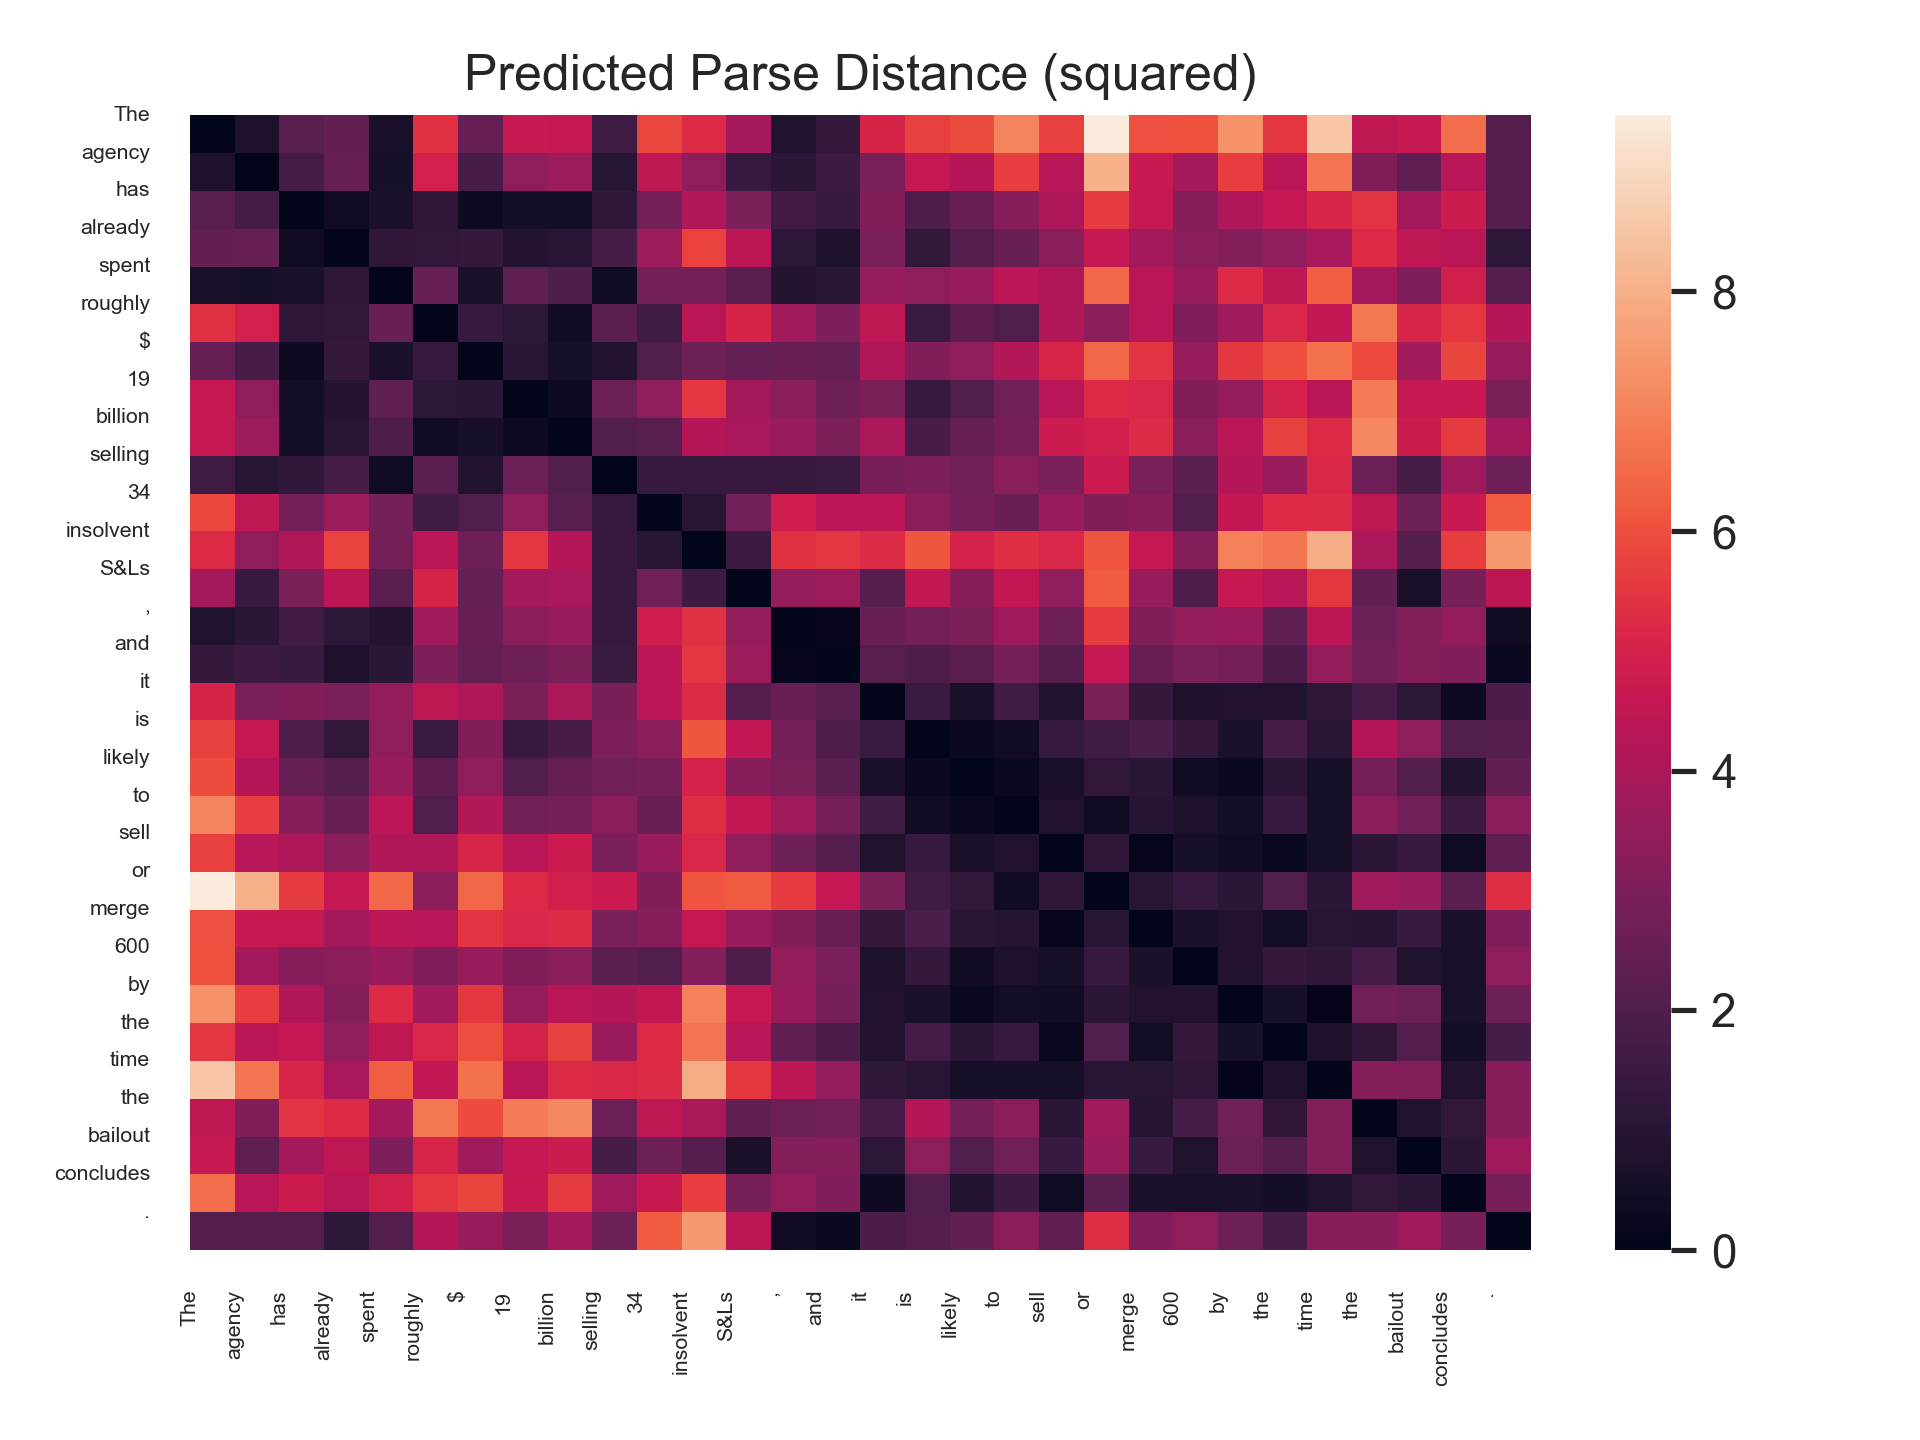 Predicted Parse Distance (squared)
The
agency
has
already
spent
roughly
$
19
billion
selling
34
insolvent
S&Ls
,
and
it
is
likely
to
sell
or
merge
600
by
the
time
the
bailout
concludes
.
8
6
4
2
0
The agency has already spent roughly $ 19 billion selling 34 insolvent S&Ls , and it is likely to sell or merge 600 by the time the bailout concludes .